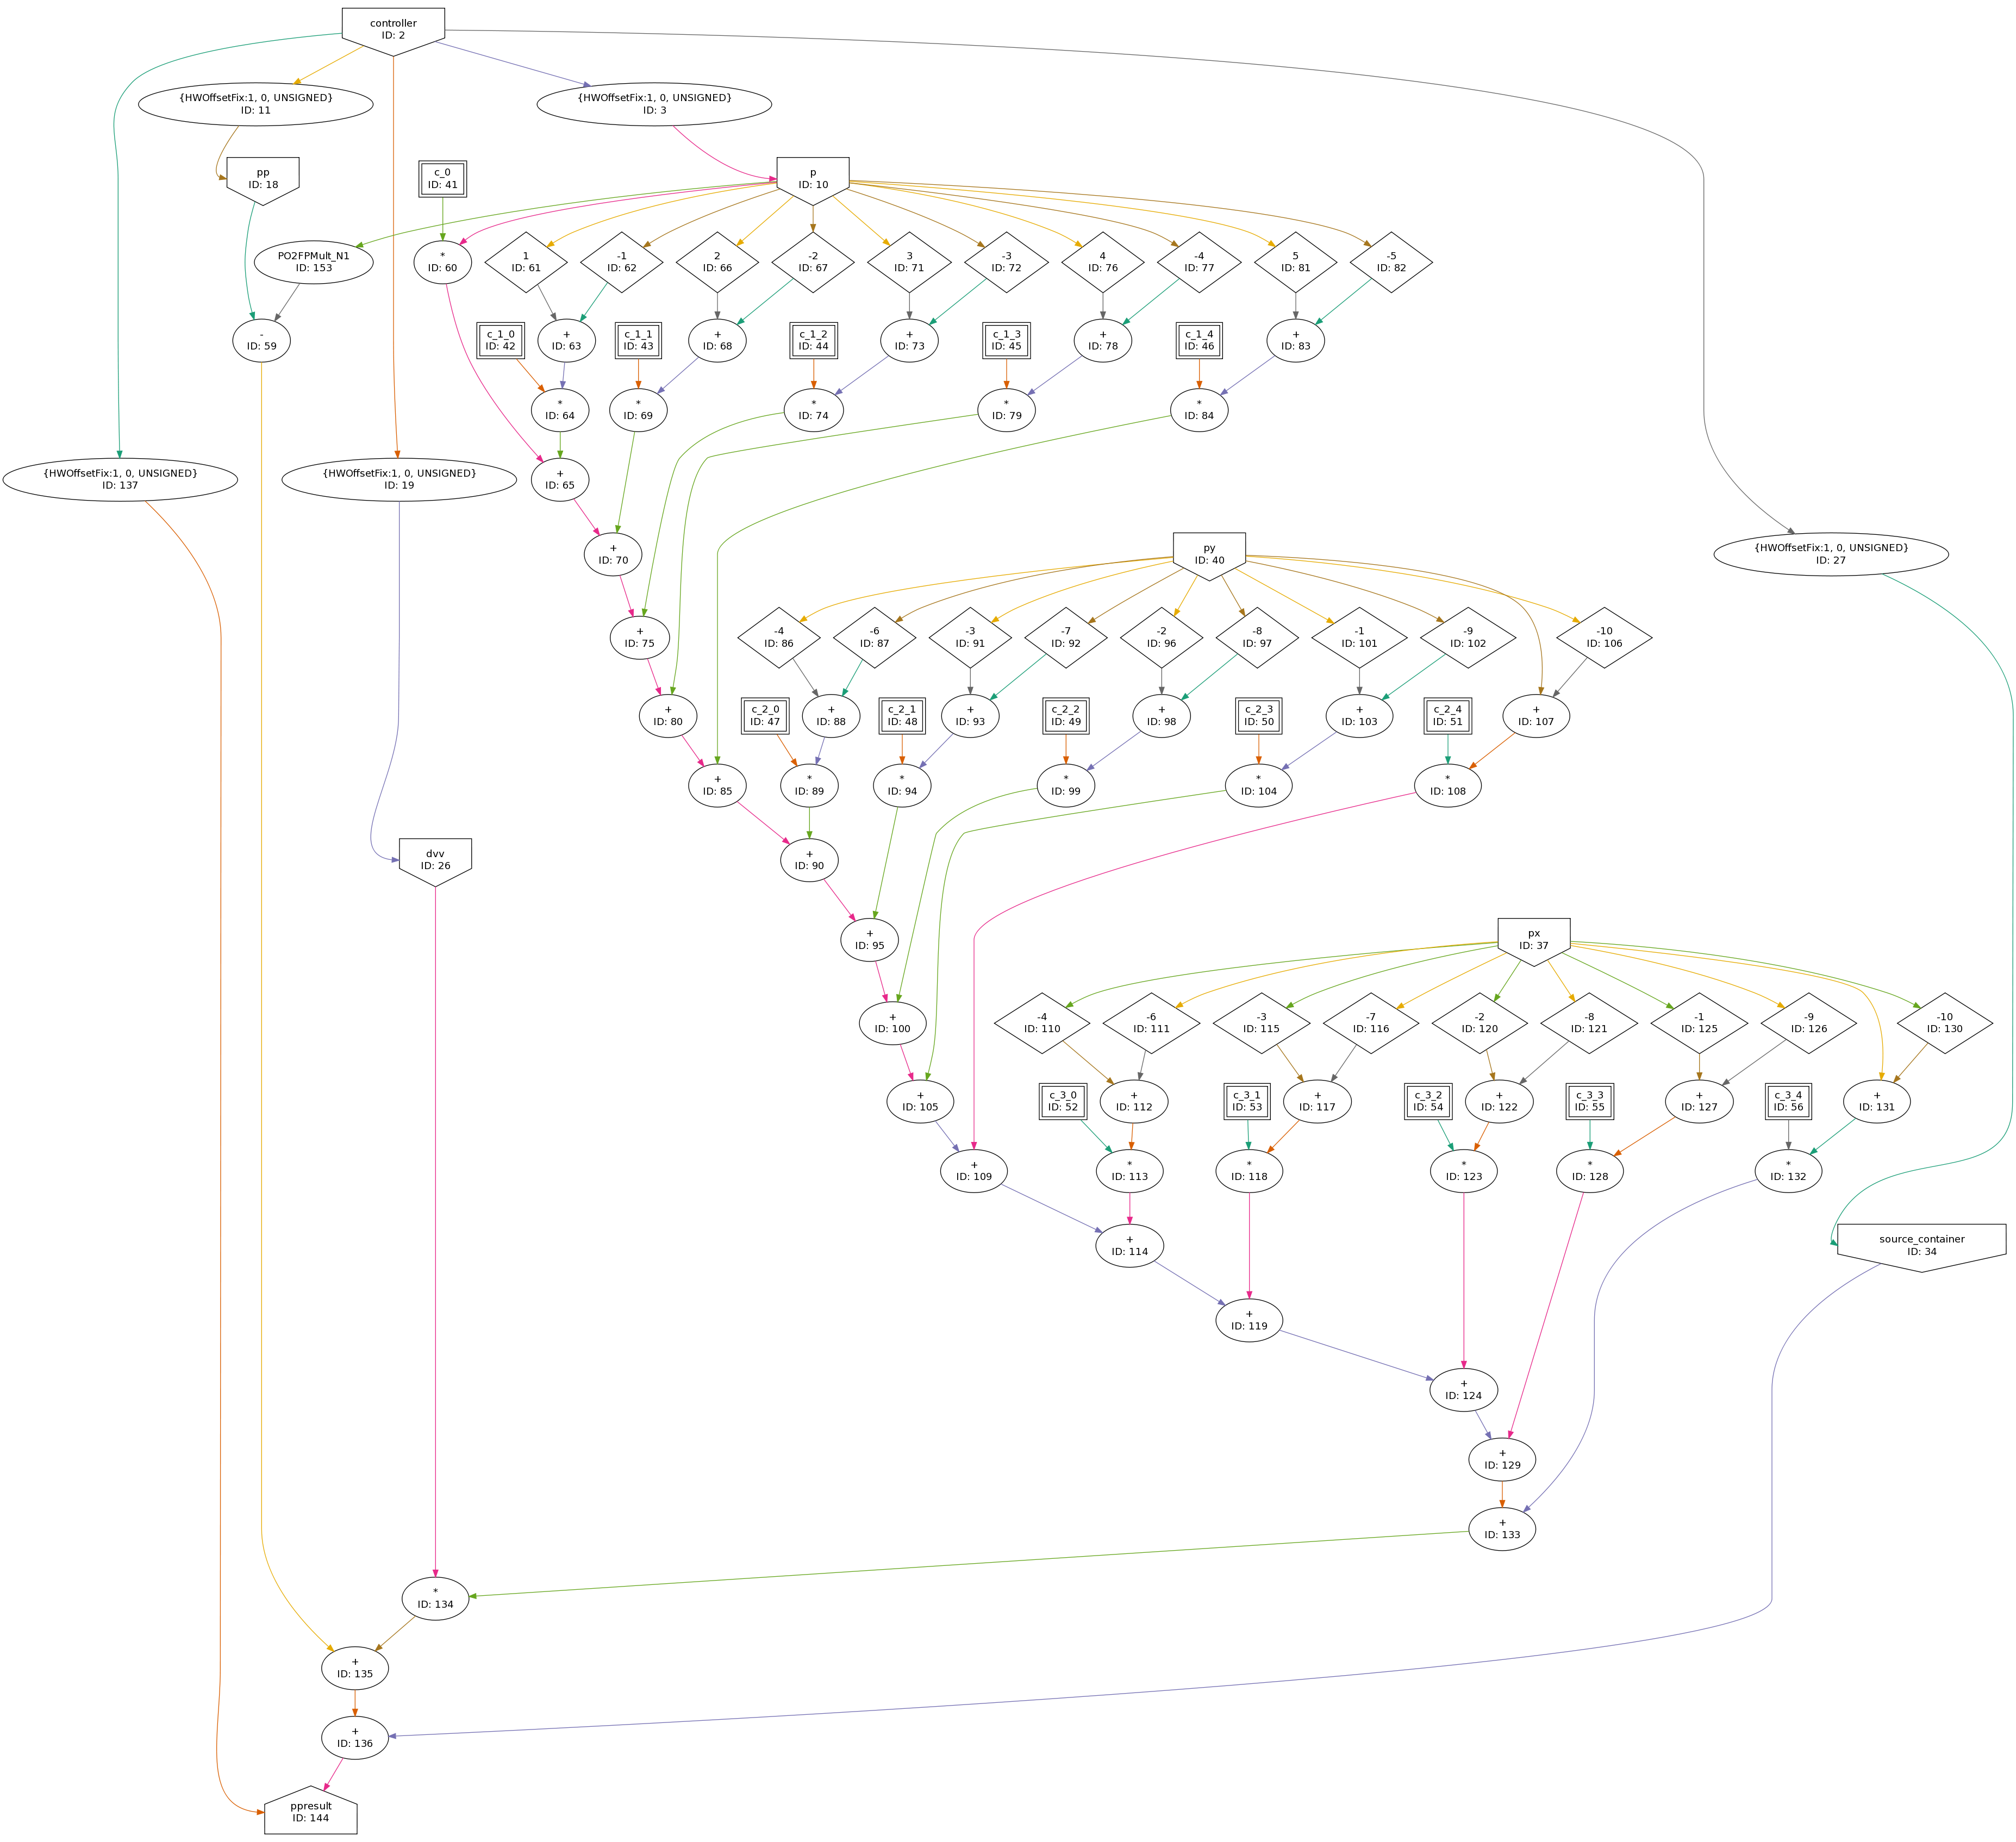 controller
ID: 2
{HWOffsetFix:1, 0, UNSIGNED}
ID: 11
{HWOffsetFix:1, 0, UNSIGNED}
ID: 3
pp
ID: 18
c_0
ID: 41
p
ID: 10
PO2FPMult_N1
ID: 153
*
ID: 60
1
ID: 61
-1
ID: 62
2
ID: 66
-2
ID: 67
3
ID: 71
-3
ID: 72
4
ID: 76
-4
ID: 77
5
ID: 81
-5
ID: 82
-
ID: 59
c_1_0
ID: 42
+
ID: 63
c_1_1
ID: 43
+
ID: 68
c_1_2
ID: 44
+
ID: 73
c_1_3
ID: 45
+
ID: 78
c_1_4
ID: 46
+
ID: 83
*
ID: 64
*
ID: 69
*
ID: 74
*
ID: 79
*
ID: 84
{HWOffsetFix:1, 0, UNSIGNED}
ID: 137
{HWOffsetFix:1, 0, UNSIGNED}
ID: 19
+
ID: 65
+
ID: 70
py
ID: 40
{HWOffsetFix:1, 0, UNSIGNED}
ID: 27
+
ID: 75
-4
ID: 86
-6
ID: 87
-3
ID: 91
-7
ID: 92
-2
ID: 96
-8
ID: 97
-1
ID: 101
-9
ID: 102
-10
ID: 106
+
ID: 80
c_2_0
ID: 47
+
ID: 88
c_2_1
ID: 48
+
ID: 93
c_2_2
ID: 49
+
ID: 98
c_2_3
ID: 50
+
ID: 103
c_2_4
ID: 51
+
ID: 107
+
ID: 85
*
ID: 89
*
ID: 94
*
ID: 99
*
ID: 104
*
ID: 108
dvv
ID: 26
+
ID: 90
+
ID: 95
px
ID: 37
+
ID: 100
-4
ID: 110
-6
ID: 111
-3
ID: 115
-7
ID: 116
-2
ID: 120
-8
ID: 121
-1
ID: 125
-9
ID: 126
-10
ID: 130
+
ID: 105
c_3_0
ID: 52
+
ID: 112
c_3_1
ID: 53
+
ID: 117
c_3_2
ID: 54
+
ID: 122
c_3_3
ID: 55
+
ID: 127
c_3_4
ID: 56
+
ID: 131
+
ID: 109
*
ID: 113
*
ID: 118
*
ID: 123
*
ID: 128
*
ID: 132
+
ID: 114
source_container
ID: 34
+
ID: 119
+
ID: 124
+
ID: 129
+
ID: 133
*
ID: 134
+
ID: 135
+
ID: 136
ppresult
ID: 144